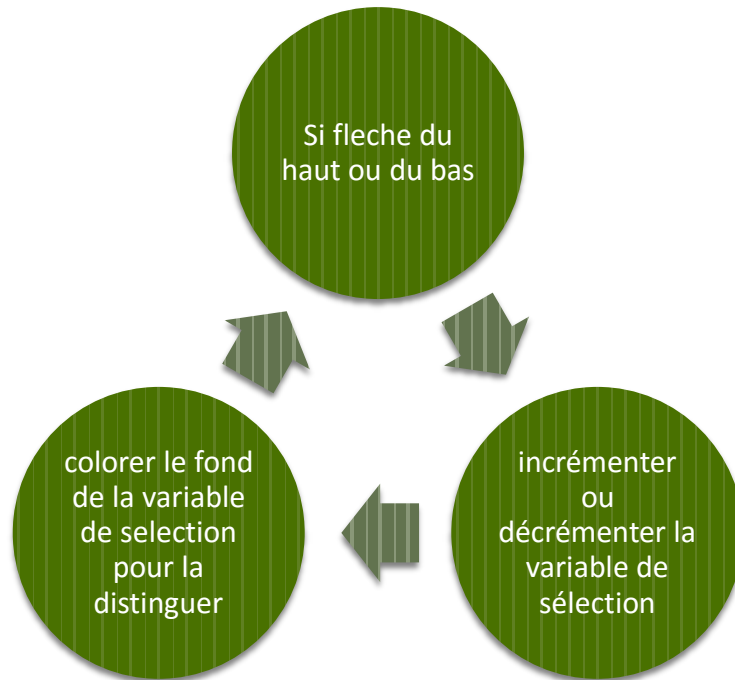 Si fleche du
haut ou du bas
incrémenter
ou
décrémenter la
variable de
sélection
colorer le fond
de la variable
de selection
pour la
distinguer